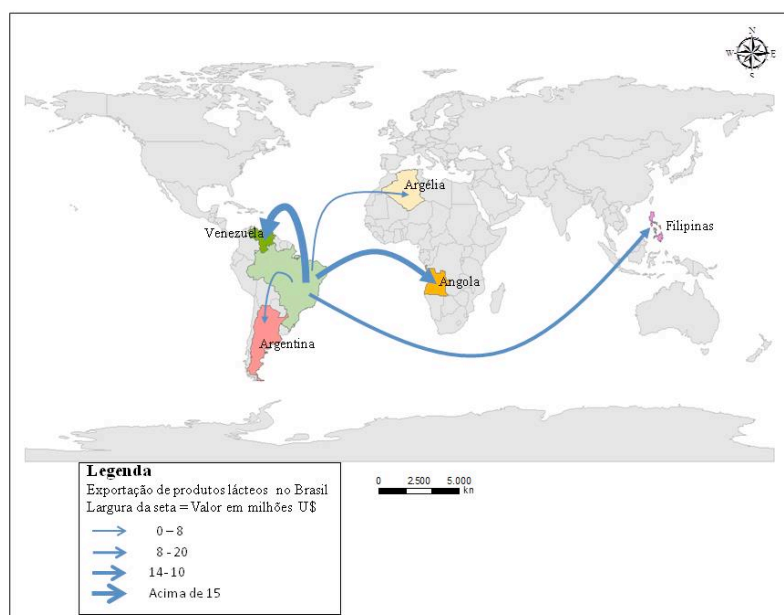 N
W E
S
Argélia
Venezuela
Filipinas
Angola
Argentina
Legenda
Exportação de produtos lácteos no Brasil
Largura da seta = Valor em milhões U$
0 – 8
8 - 20
14- 10
Acima de 15
0 2.500 5.000
km